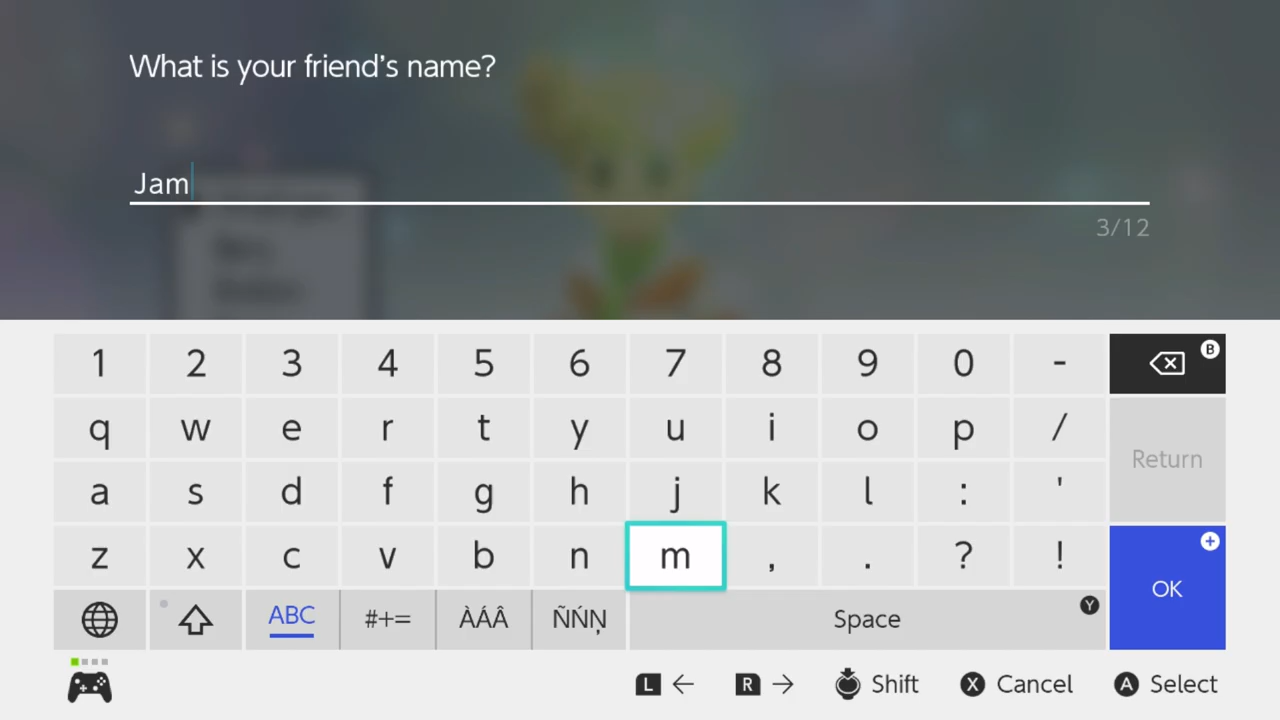 What is your friend's name?
Jam
3/12
1 2 3 4 5 6 7 8 9 0 - B
q w e r t y u i o p / Return
a s d f g h j k l : '
z x c v b n m , . ? ! + OK
ABC #+= ÀÁÂ ÑŃŅ Space Y
L ← R → Shift X Cancel A Select